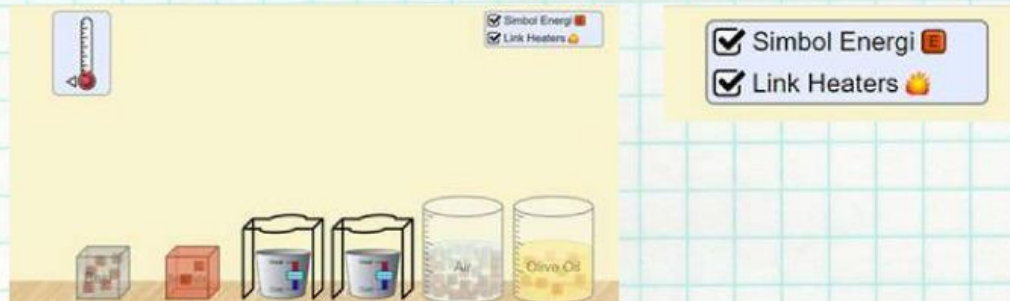 Simbol Energi E
Link Heaters
Simbol Energi E
Link Heaters
Air
Olive Oil